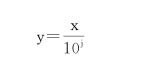 y = x / 10^j